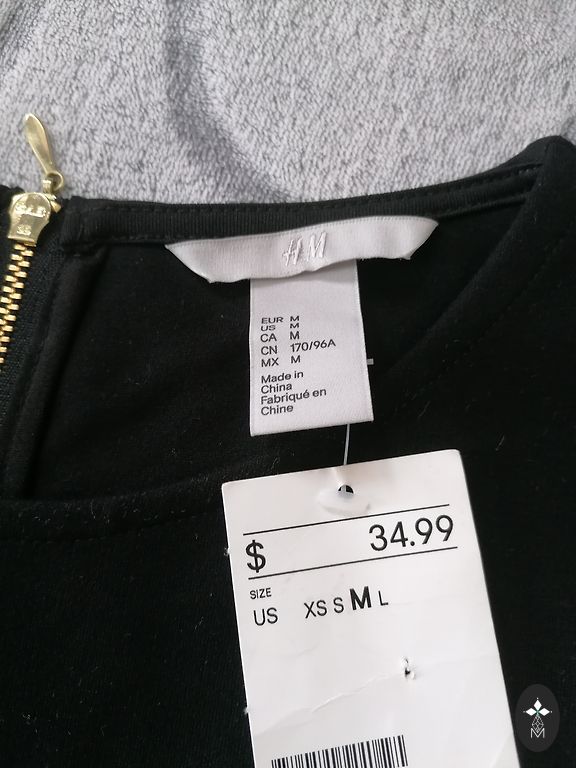 H&M
EUR M
US M
CA M
CN 170/96A
MX M
Made in
China
Fabriqué en
Chine
$ 34.99
SIZE
US XS S M L
M